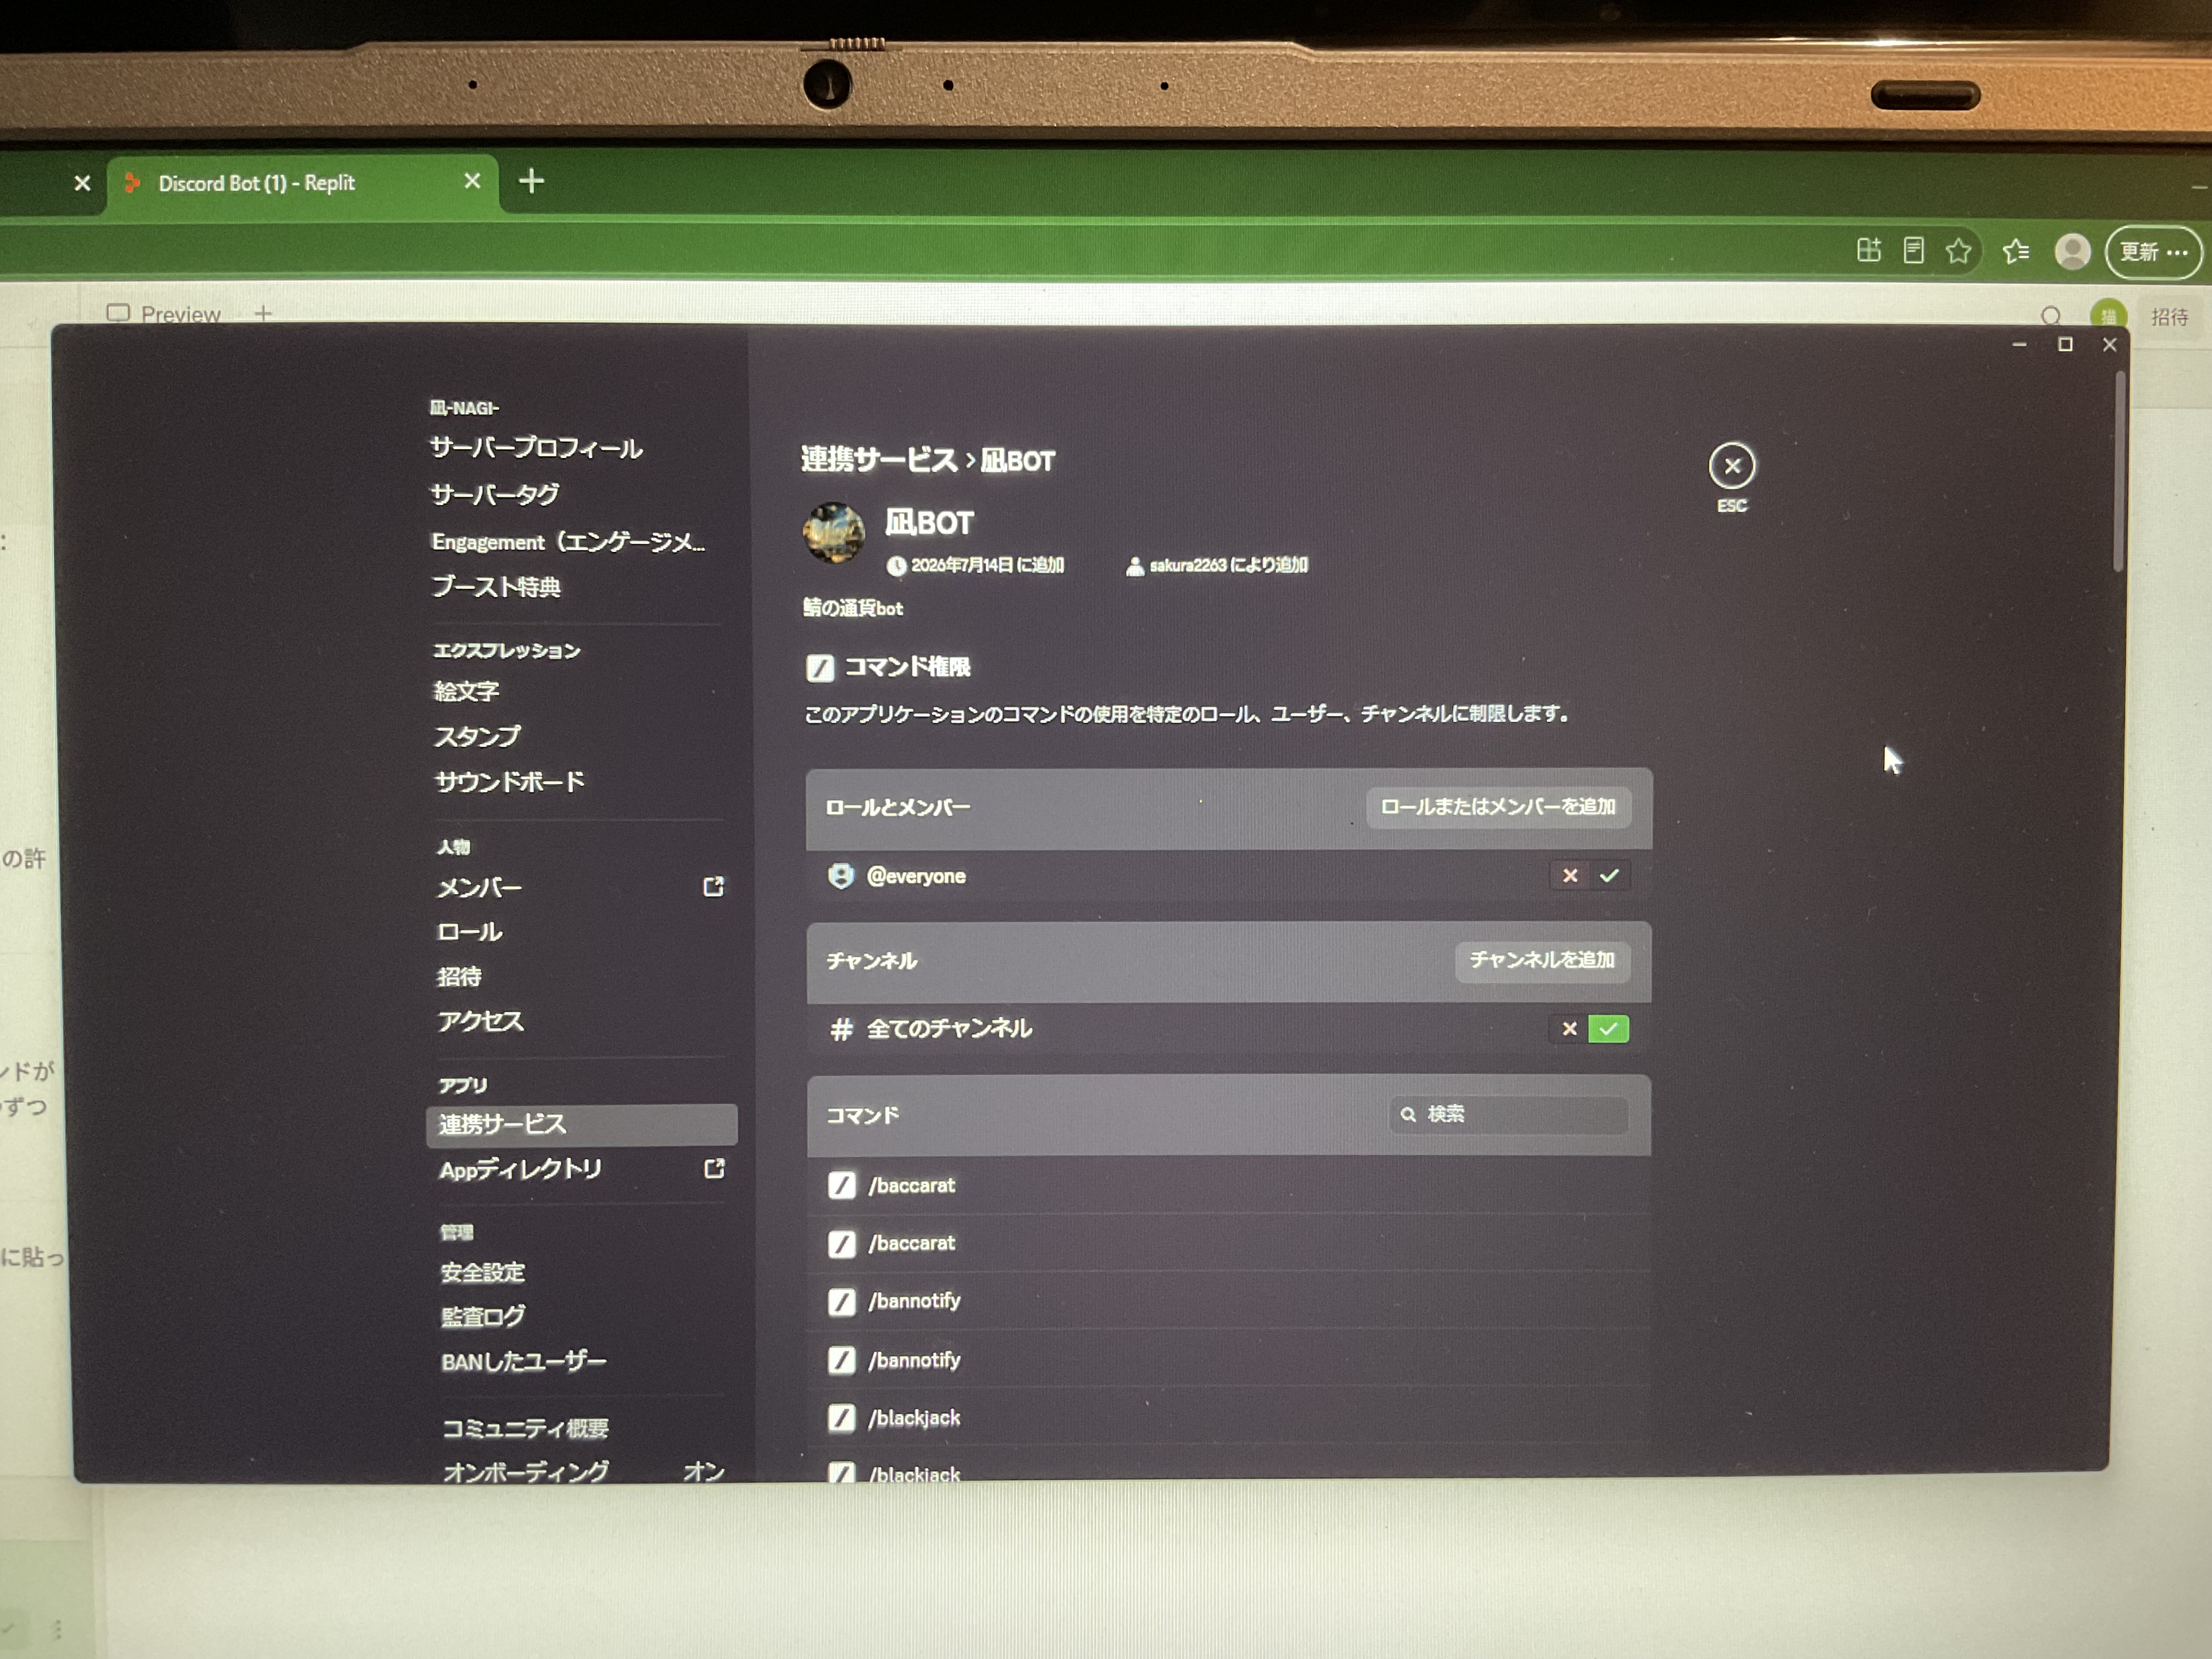 Discord Bot (1) - Replit
更新
Preview
招待
猫
:
の許
ンドが
ずつ
に貼っ
凪-NAGI-
サーバープロフィール
サーバータグ
Engagement（エンゲージメ...
ブースト特典
エクスプレッション
絵文字
スタンプ
サウンドボード
人物
メンバー
ロール
招待
アクセス
アプリ
連携サービス
Appディレクトリ
管理
安全設定
監査ログ
BANしたユーザー
コミュニティ概要
オンボーディング オン
連携サービス › 凪BOT
ESC
凪BOT
2026年7月14日 に追加
sakura2263 により追加
鯖の通貨bot
コマンド権限
このアプリケーションのコマンドの使用を特定のロール、ユーザー、チャンネルに制限します。
ロールとメンバー ロールまたはメンバーを追加
@everyone
チャンネル チャンネルを追加
# 全てのチャンネル
コマンド 検索
/baccarat
/baccarat
/bannotify
/bannotify
/blackjack
/blackjack